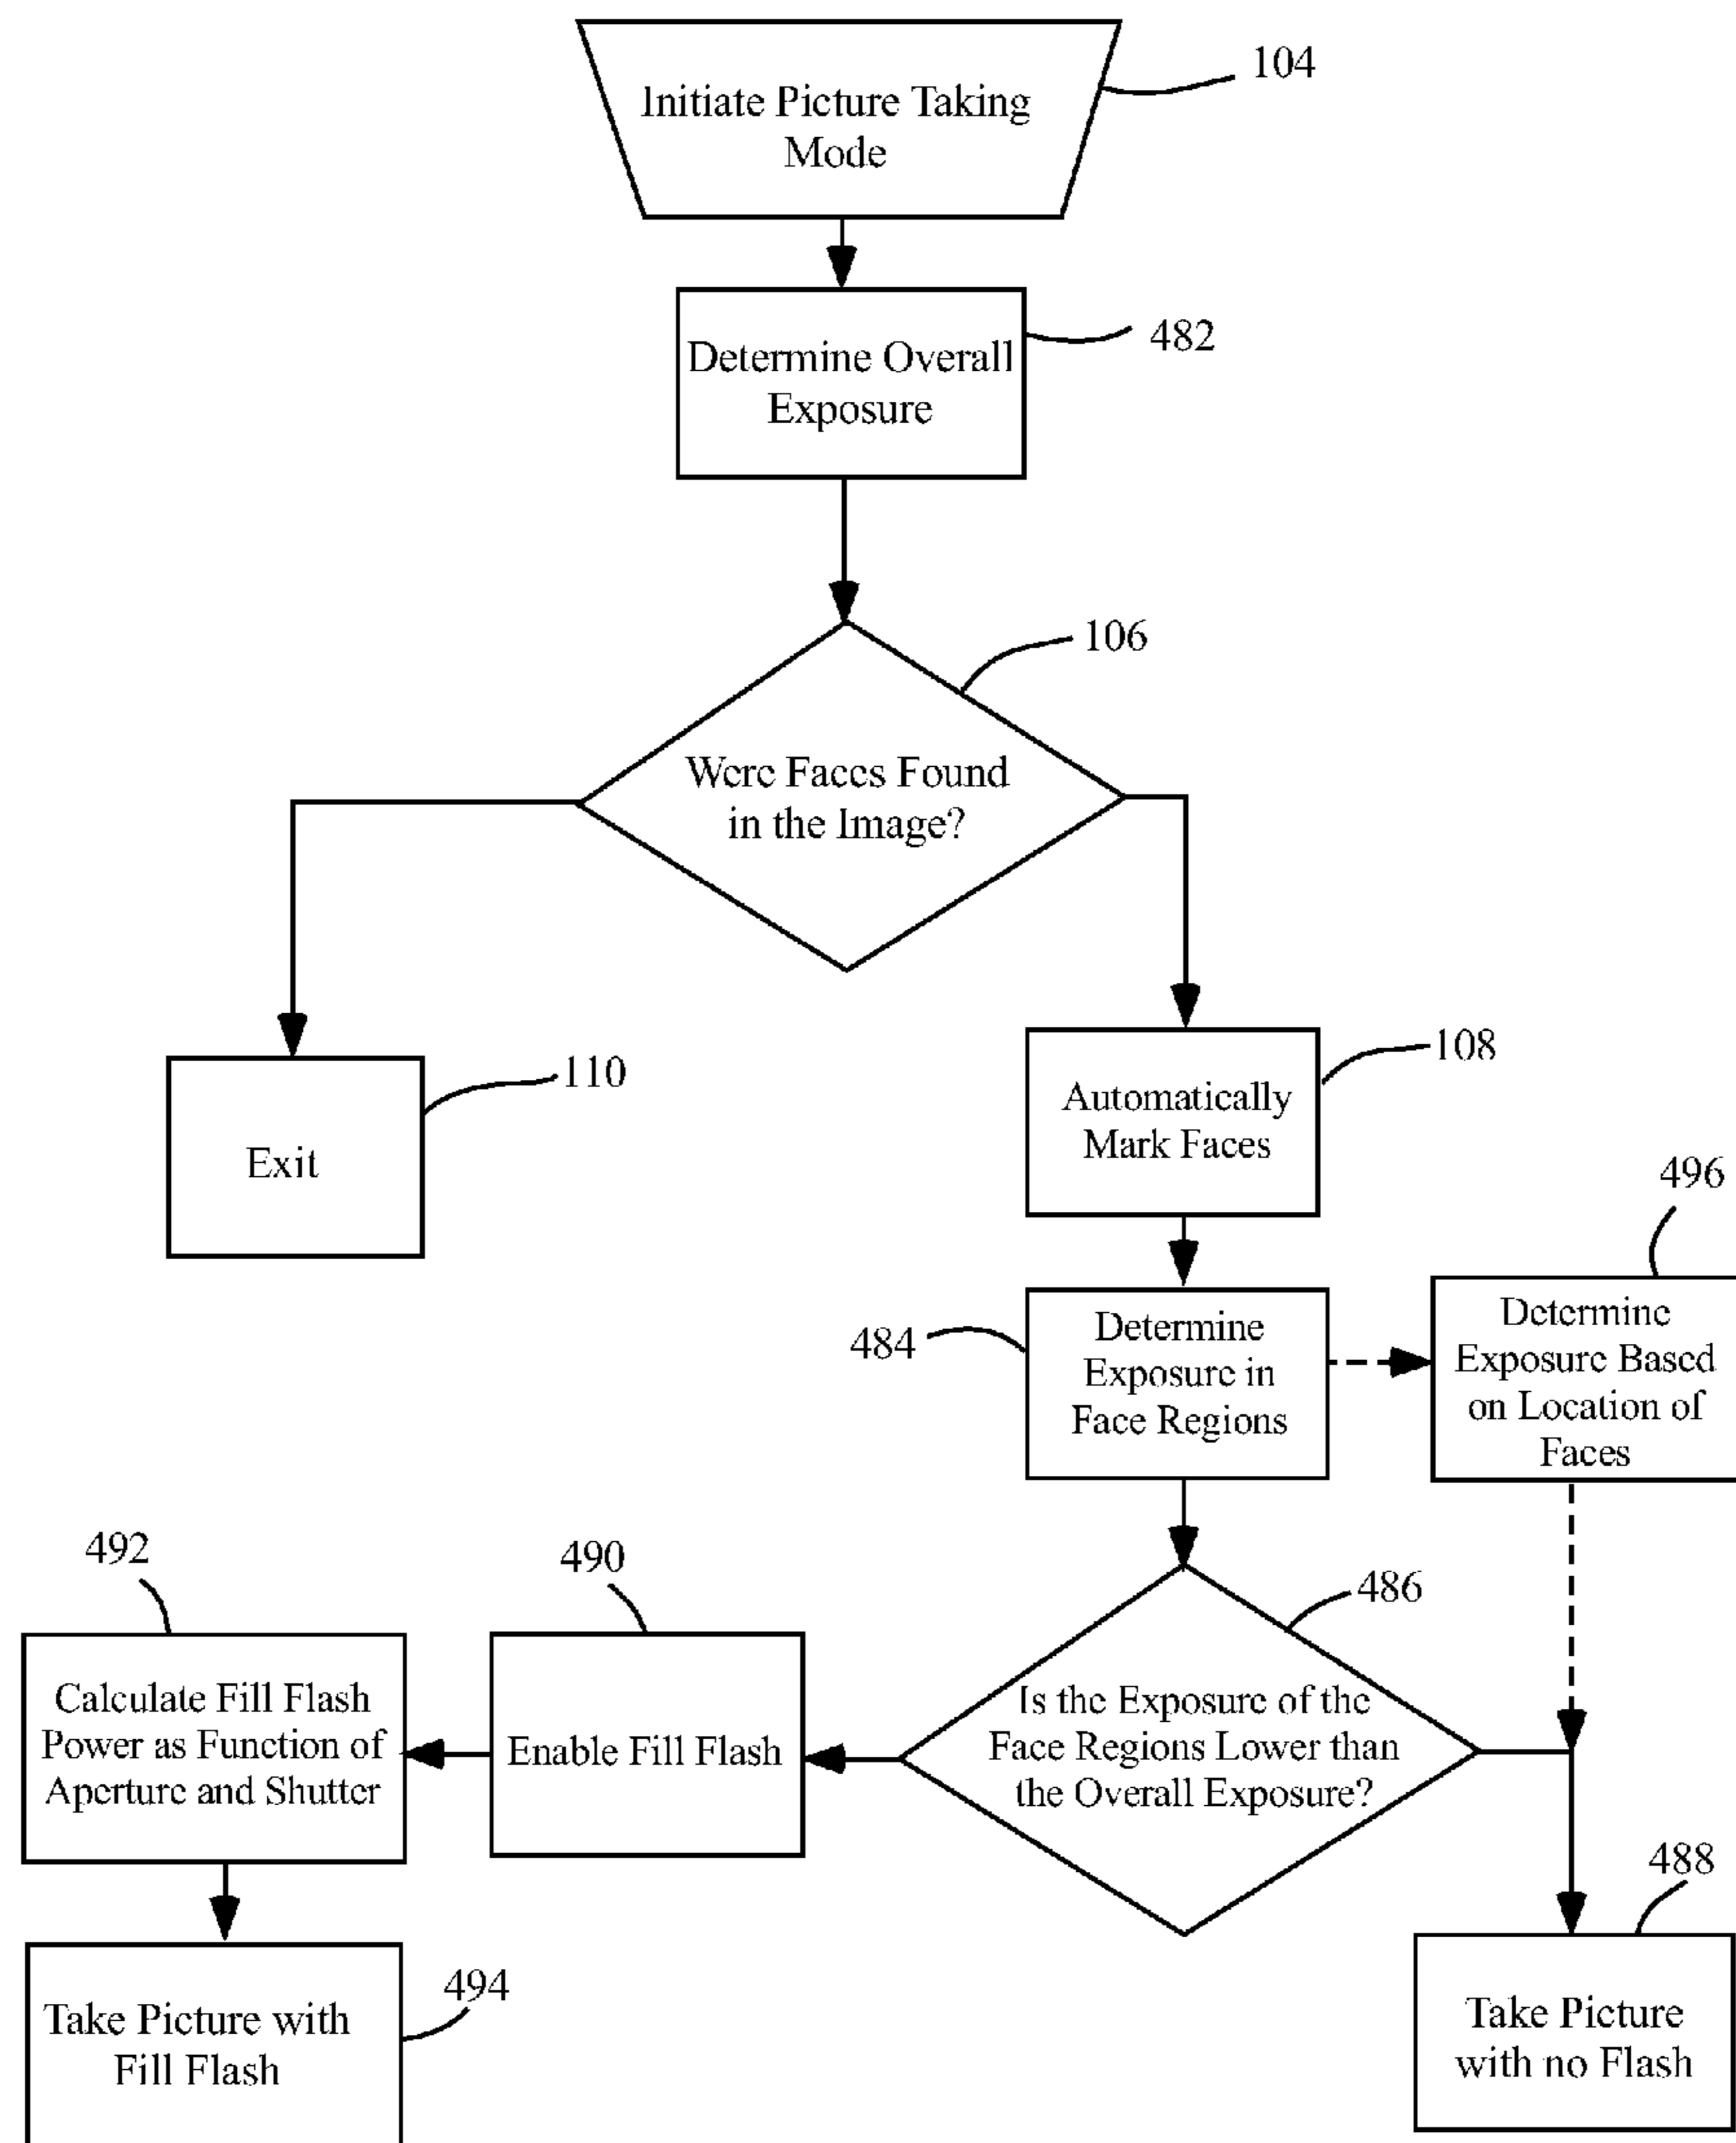 Initiate Picture Taking
Mode
104
Determine Overall
Exposure
482
106
Were Faces Found
in the Image?
110
Exit
108
Automatically
Mark Faces
496
484
Determine
Exposure in
Face Regions
Determine
Exposure Based
on Location of
Faces
492
490
486
Calculate Fill Flash
Power as Function of
Aperture and Shutter
Enable Fill Flash
Is the Exposure of the
Face Regions Lower than
the Overall Exposure?
488
494
Take Picture with
Fill Flash
Take Picture
with no Flash